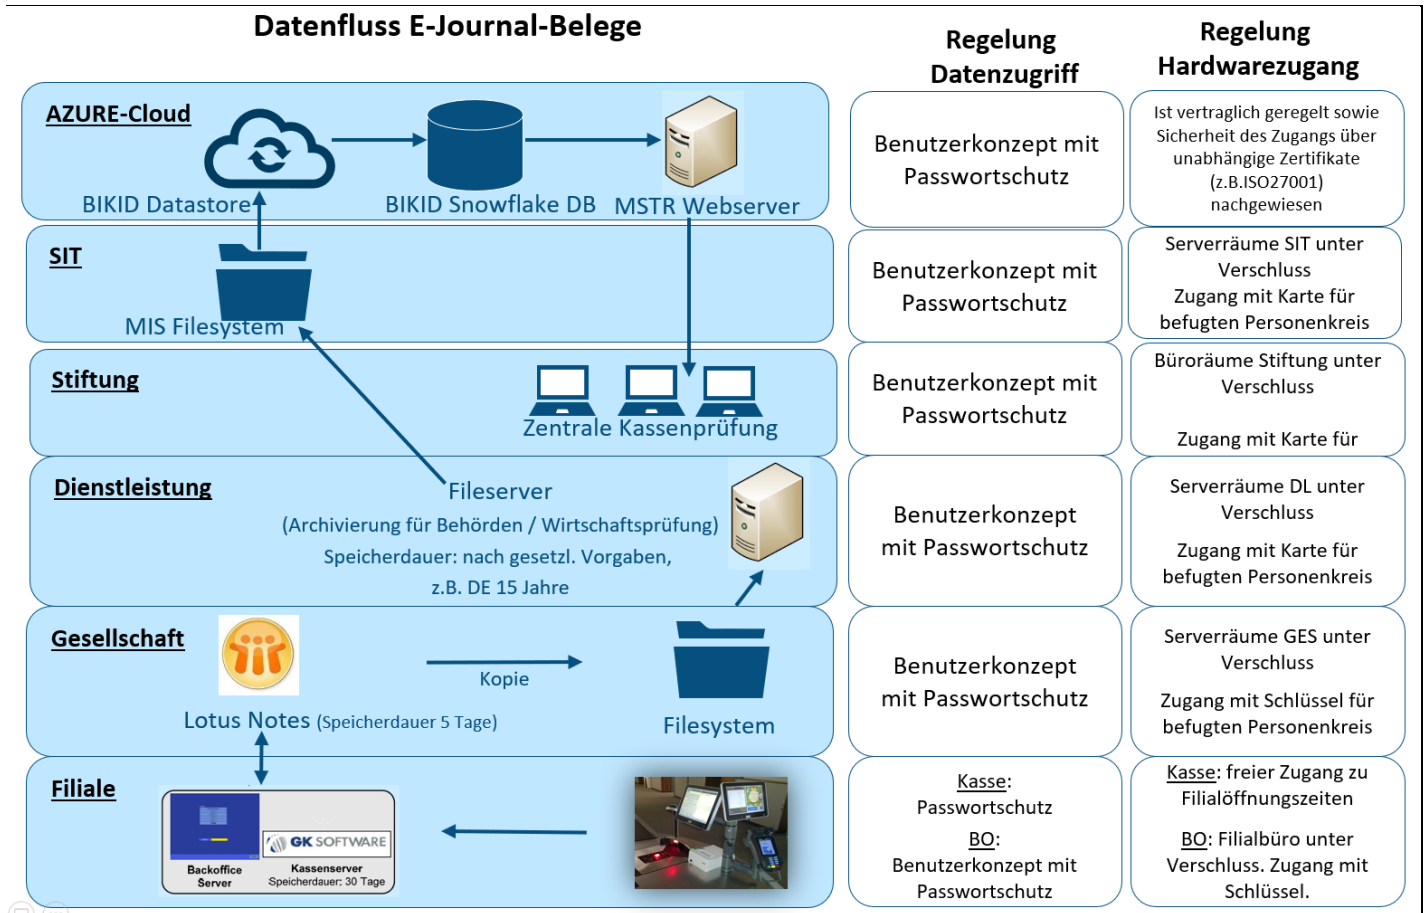 Datenfluss E-Journal-Belege
Regelung
Datenzugriff
Regelung
Hardwarezugang
AZURE-Cloud
BIKID Datastore
BIKID Snowflake DB
MSTR Webserver
Benutzerkonzept mit
Passwortschutz
Ist vertraglich geregelt sowie
Sicherheit des Zugangs über
unabhängige Zertifikate
(z.B.ISO27001)
nachgewiesen
SIT
MIS Filesystem
Benutzerkonzept mit
Passwortschutz
Serverräume SIT unter
Verschluss
Zugang mit Karte für
befugten Personenkreis
Stiftung
Zentrale Kassenprüfung
Benutzerkonzept mit
Passwortschutz
Büroräume Stiftung unter
Verschluss
Zugang mit Karte für
Dienstleistung
Fileserver
(Archivierung für Behörden / Wirtschaftsprüfung)
Speicherdauer: nach gesetzl. Vorgaben,
z.B. DE 15 Jahre
Benutzerkonzept
mit Passwortschutz
Serverräume DL unter
Verschluss
Zugang mit Karte für
befugten Personenkreis
Gesellschaft
Lotus Notes (Speicherdauer 5 Tage)
Kopie
Filesystem
Benutzerkonzept
mit Passwortschutz
Serverräume GES unter
Verschluss
Zugang mit Schlüssel für
befugten Personenkreis
Filiale
Backoffice
Server
GK SOFTWARE
Kassenserver
Speicherdauer: 30 Tage
Kasse:
Passwortschutz
BO:
Benutzerkonzept mit
Passwortschutz
Kasse: freier Zugang zu
Filialöffnungszeiten
BO: Filialbüro unter
Verschluss. Zugang mit
Schlüssel.